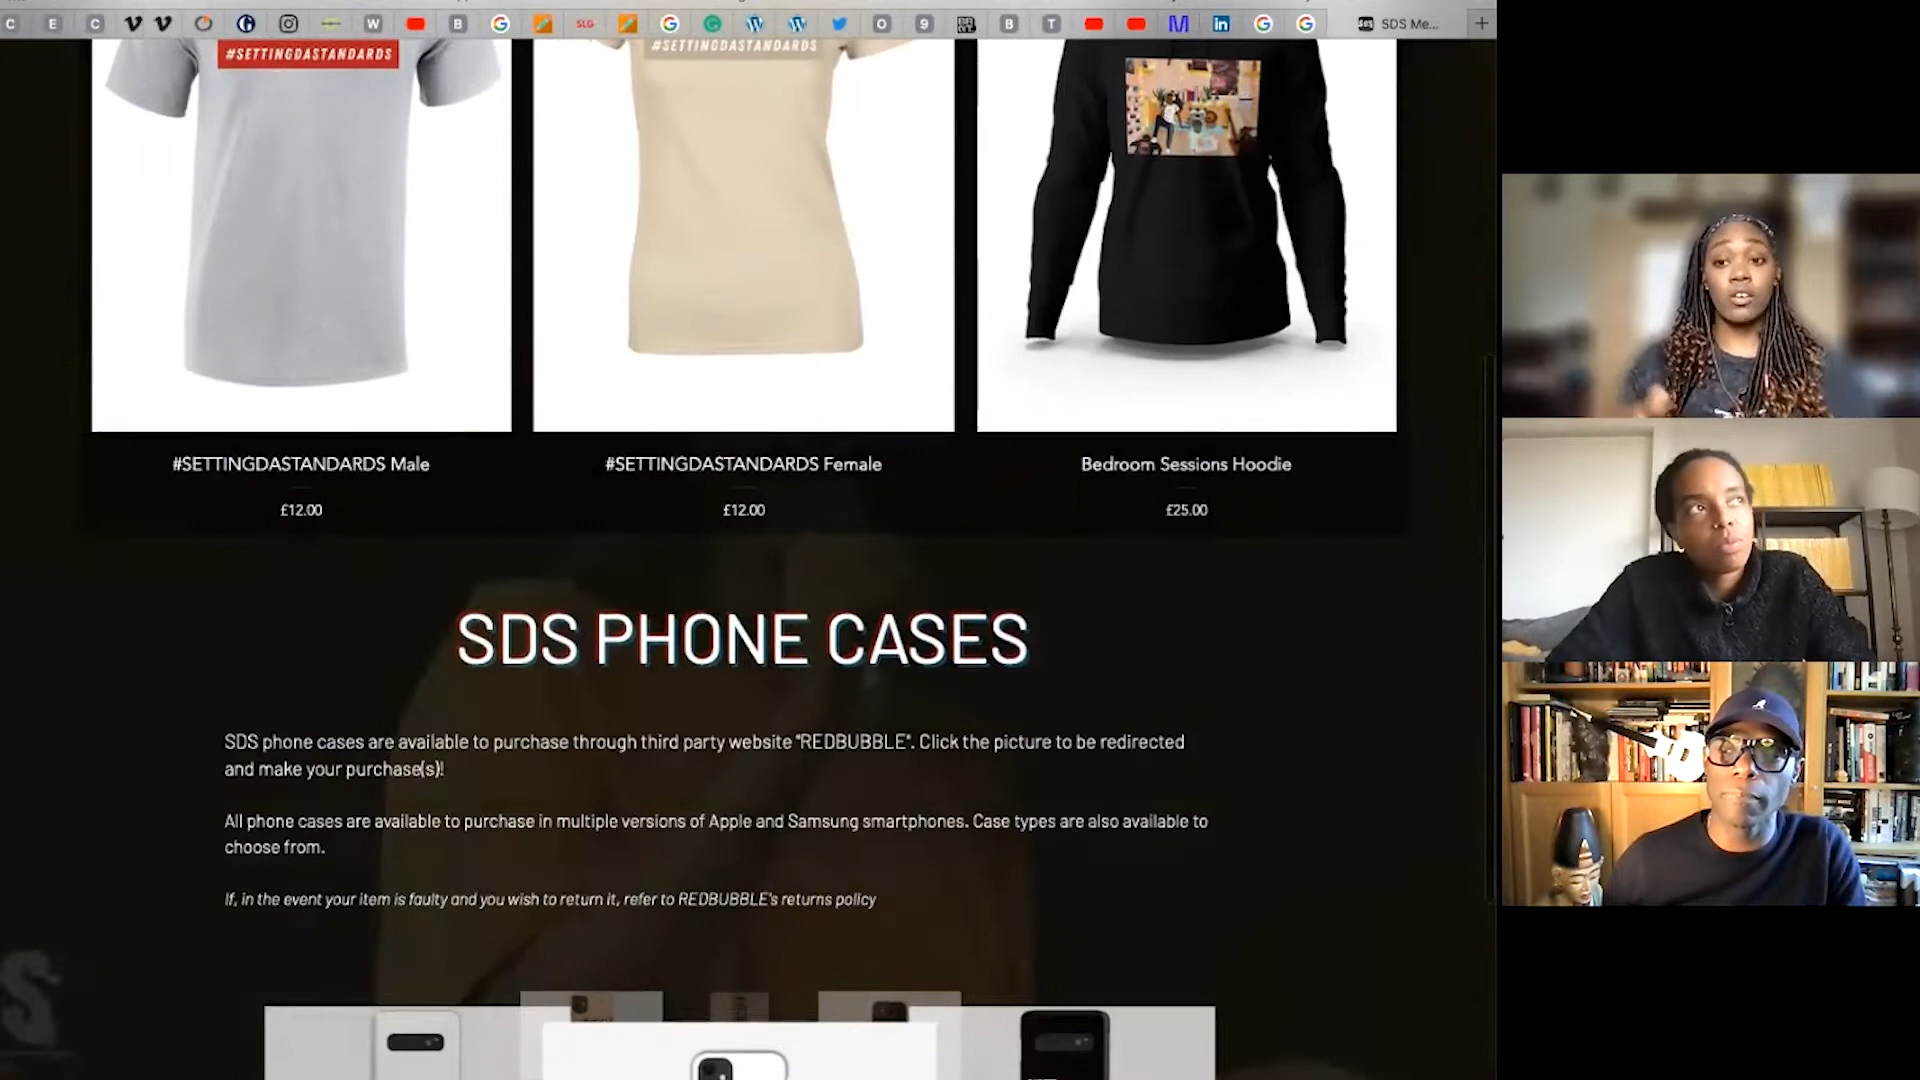 SLG
SDS Me...
#SETTINGDASTANDARDS
#SETTINGDASTANDARDS
#SETTINGDASTANDARDS Male
£12.00
#SETTINGDASTANDARDS Female
£12.00
Bedroom Sessions Hoodie
£25.00
SDS PHONE CASES
SDS phone cases are available to purchase through third party website "REDBUBBLE". Click the picture to be redirected
and make your purchase(s)!
All phone cases are available to purchase in multiple versions of Apple and Samsung smartphones. Case types are also available to
choose from.
If, in the event your item is faulty and you wish to return it, refer to REDBUBBLE's returns policy